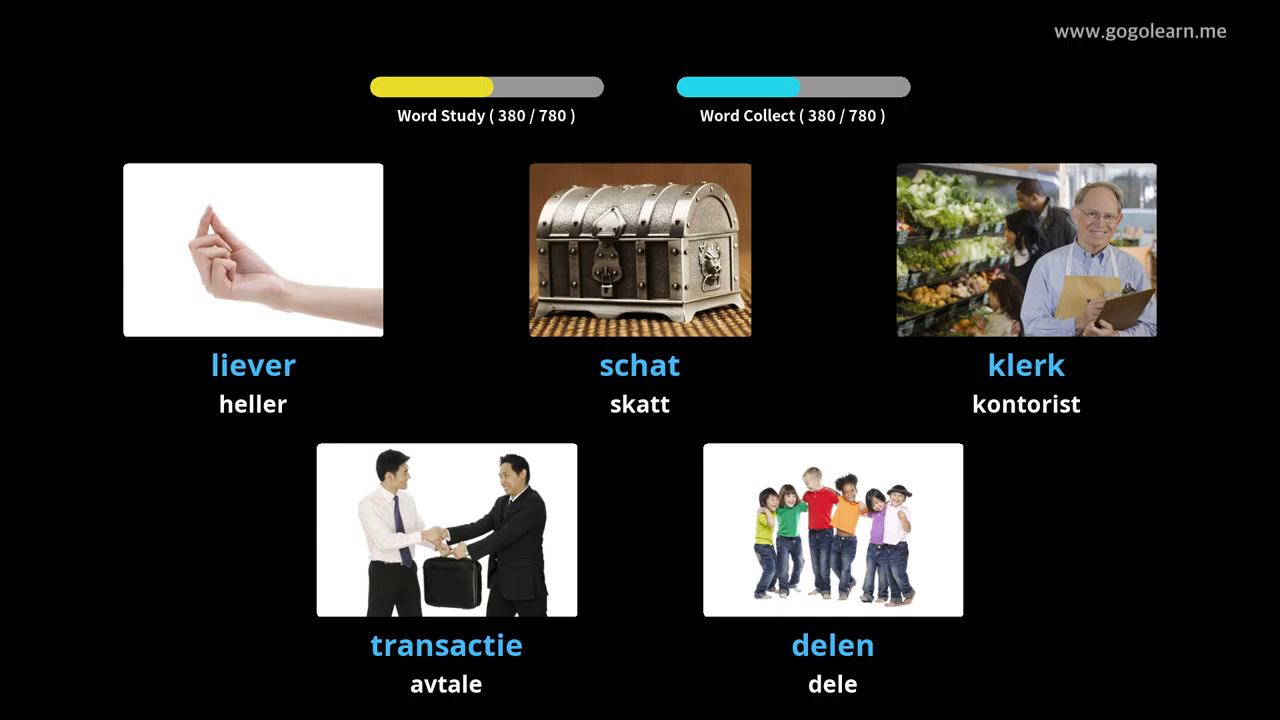 www.gogolearn.me
Word Study ( 380 / 780 )
Word Collect ( 380 / 780 )
liever
heller
schat
skatt
klerk
kontorist
transactie
avtale
delen
dele